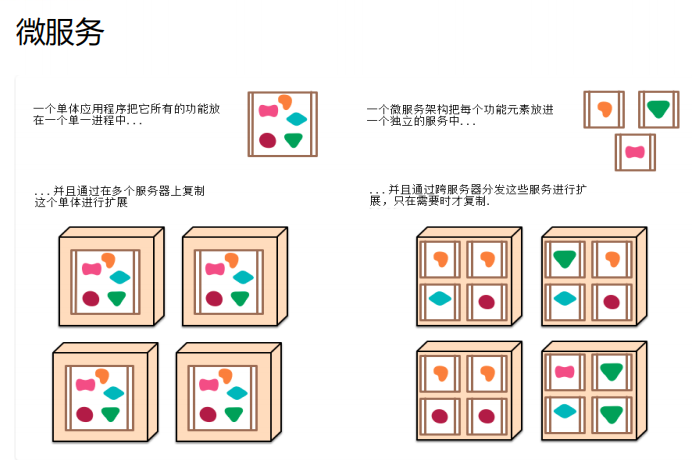 微服务
一个单体应用程序把它所有的功能放
在一个单一进程中...
一个微服务架构把每个功能元素放进
一个独立的服务中...
...并且通过在多个服务器上复制
这个单体进行扩展
...并且通过跨服务器分发这些服务进行扩
展，只在需要时才复制.